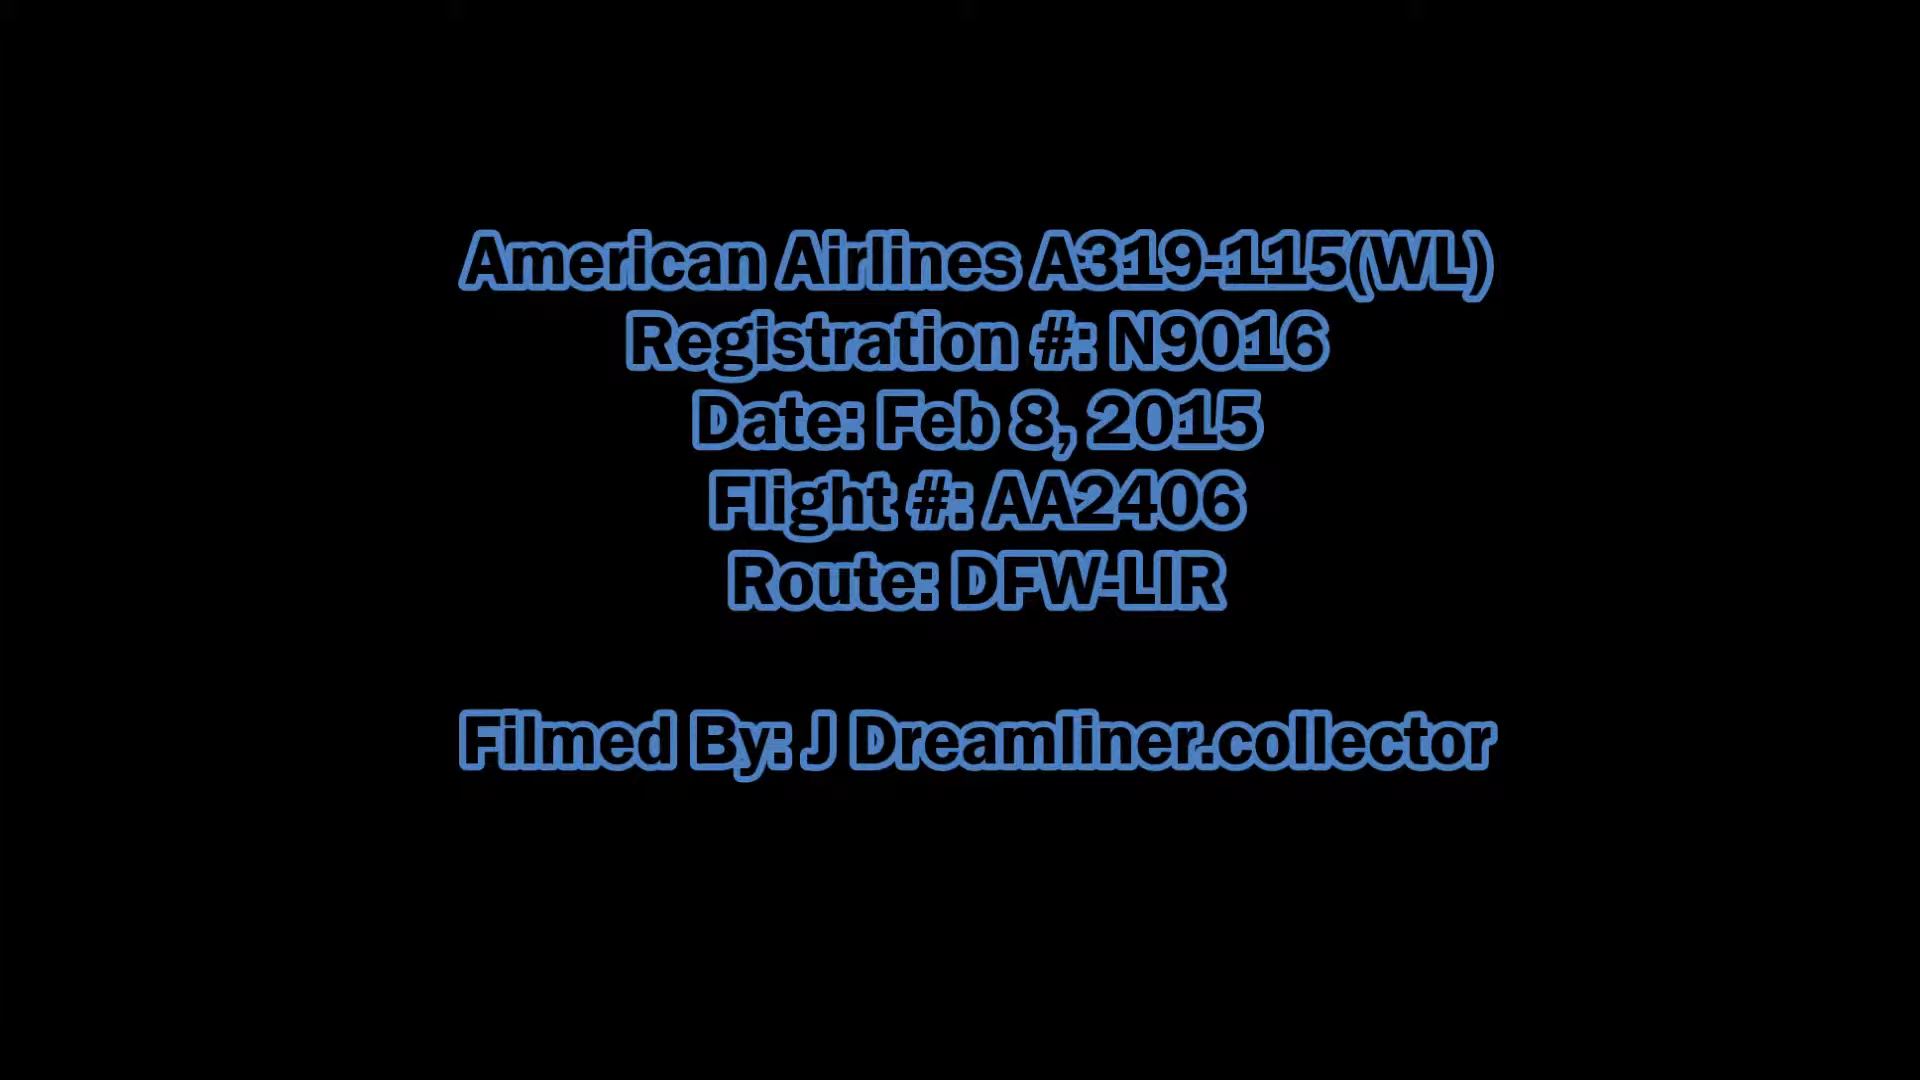 American Airlines A319-115(WL)
Registration #: N9016
Date: Feb 8, 2015
Flight #: AA2406
Route: DFW-LIR
Filmed By: J Dreamliner.collector